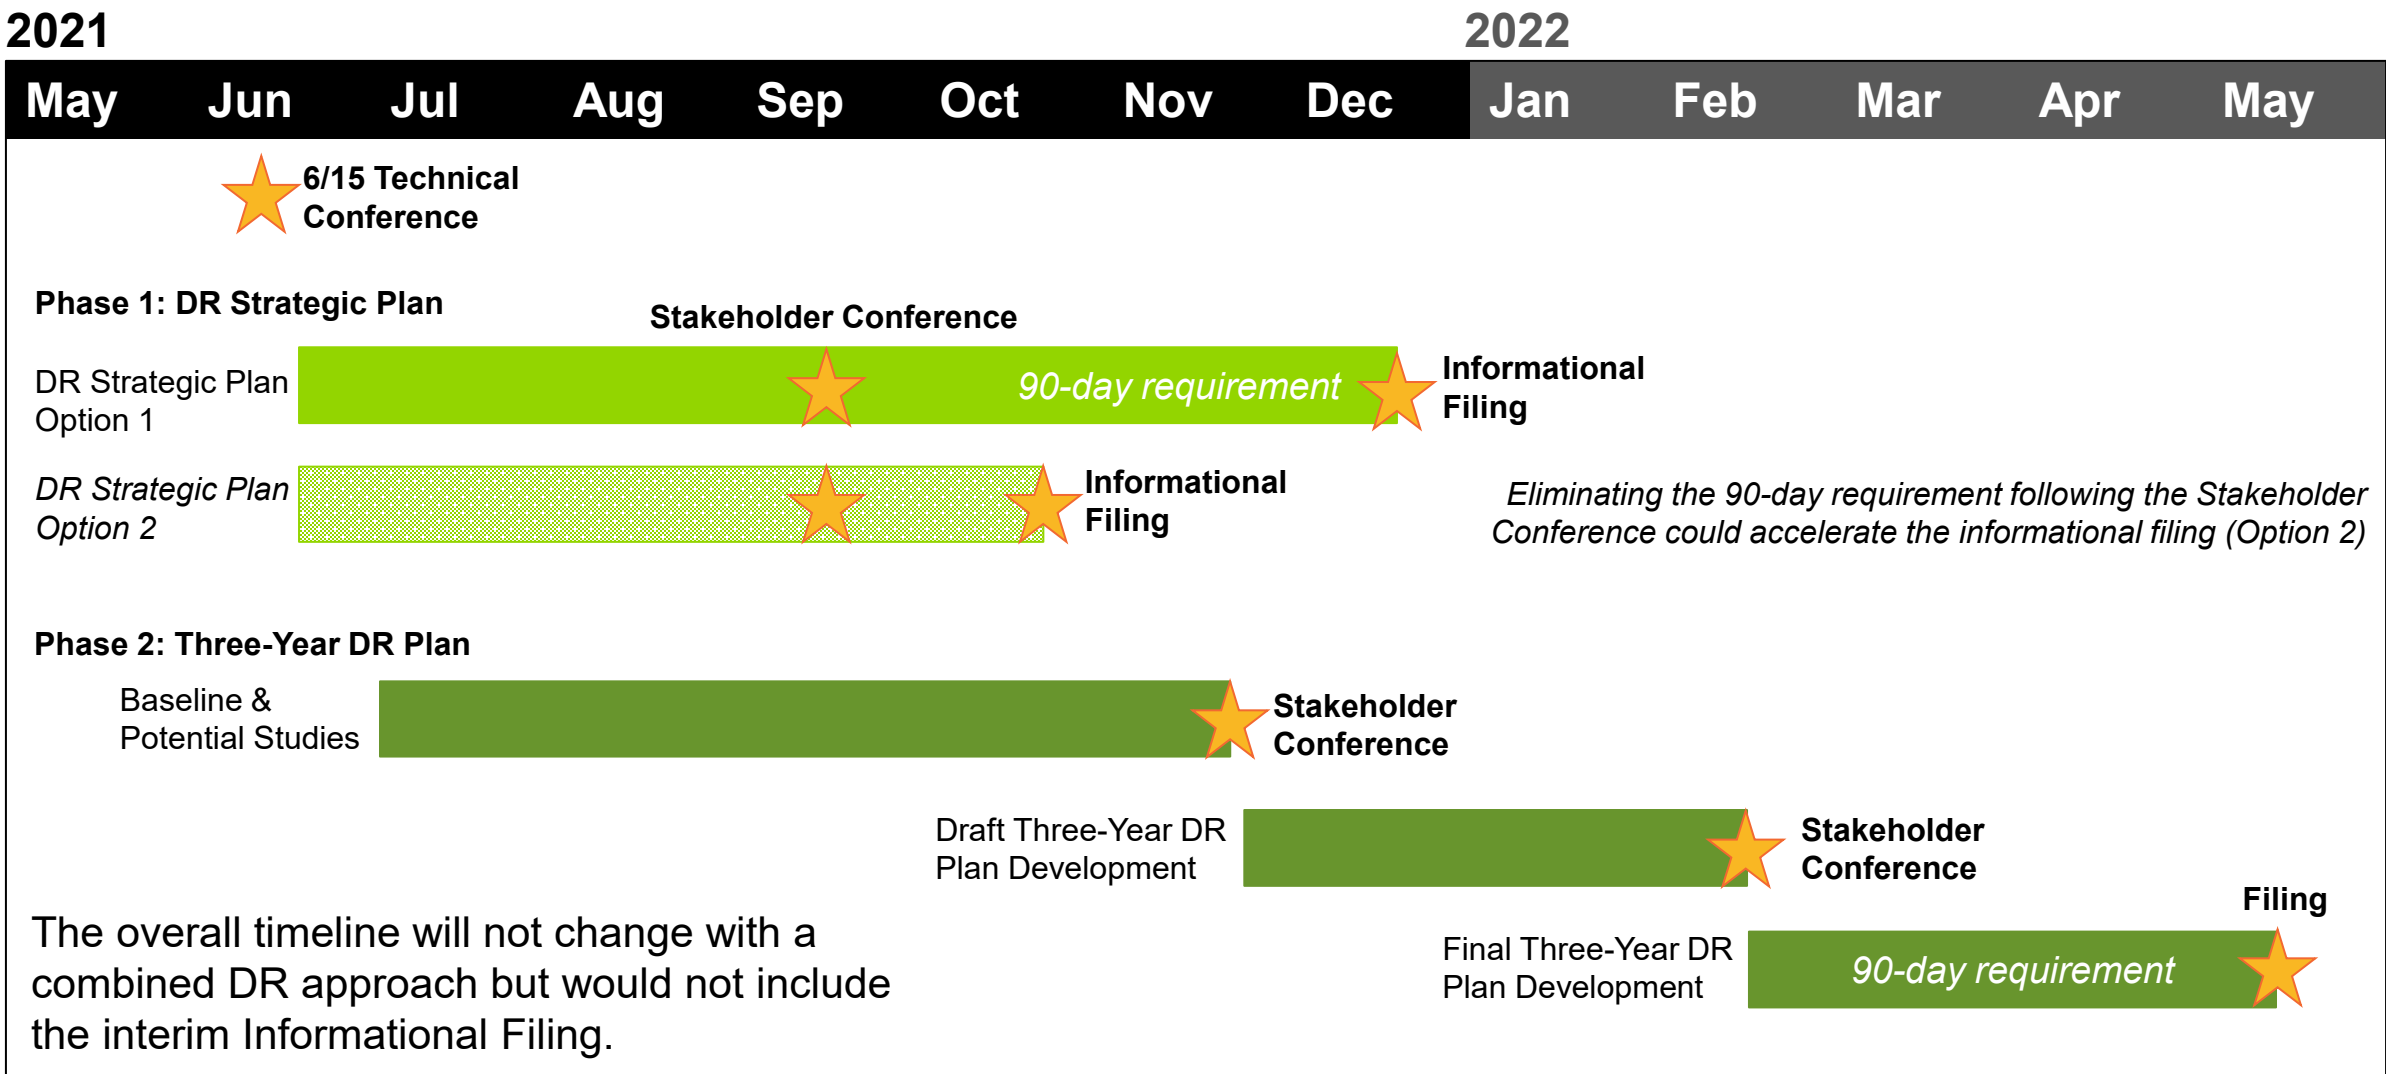 2021
2022
May Jun Jul Aug Sep Oct Nov Dec Jan Feb Mar Apr May
6/15 Technical
Conference
Phase 1: DR Strategic Plan
Stakeholder Conference
DR Strategic Plan
Option 1
90-day requirement
Informational
Filing
DR Strategic Plan
Option 2
Informational
Filing
Eliminating the 90-day requirement following the Stakeholder
Conference could accelerate the informational filing (Option 2)
Phase 2: Three-Year DR Plan
Baseline &
Potential Studies
Stakeholder
Conference
Draft Three-Year DR
Plan Development
Stakeholder
Conference
Filing
Final Three-Year DR
Plan Development
90-day requirement
The overall timeline will not change with a
combined DR approach but would not include
the interim Informational Filing.